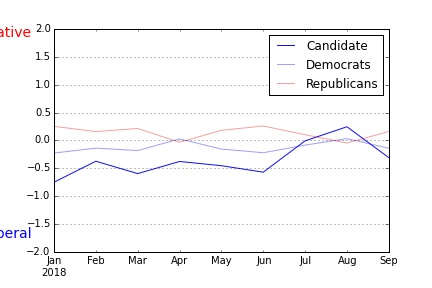 ative
2.0
1.5
1.0
0.5
0.0
−0.5
−1.0
−1.5
−2.0
beral
Candidate
Democrats
Republicans
Jan Feb Mar Apr May Jun Jul Aug Sep
2018